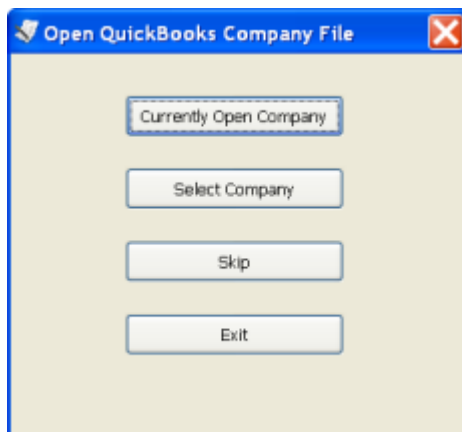 Open QuickBooks Company File
Currently Open Company
Select Company
Skip
Exit